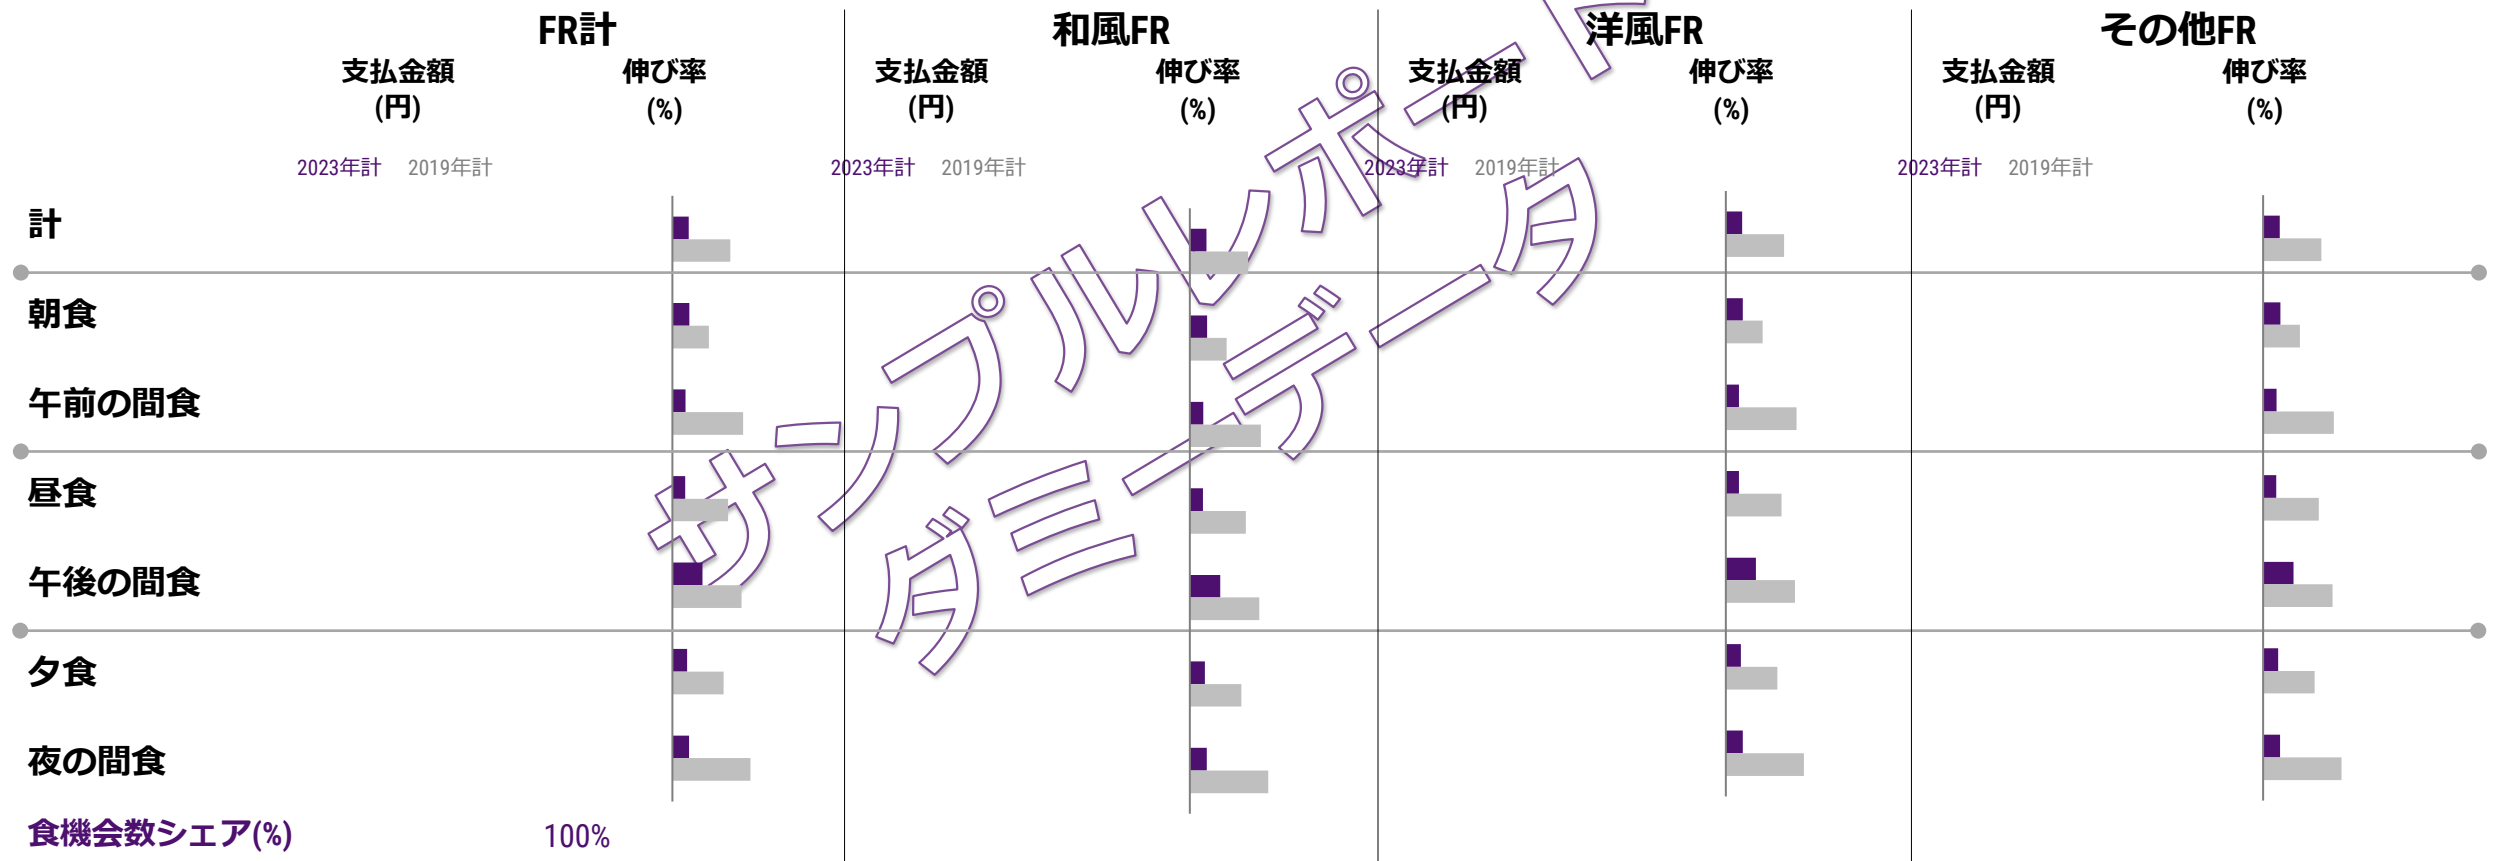 FR計 和風FR 洋風FR その他FR
支払金額 伸び率 支払金額 伸び率 支払金額 伸び率 支払金額 伸び率
(円) (%) (円) (%) (円) (%) (円) (%)
2023年計 2019年計 2023年計 2019年計 2023年計 2019年計 2023年計 2019年計
計
朝食
午前の間食
昼食
午後の間食
夕食
夜の間食
食機会数シェア(%) 100%
サンプルレポート
ダミーデータ